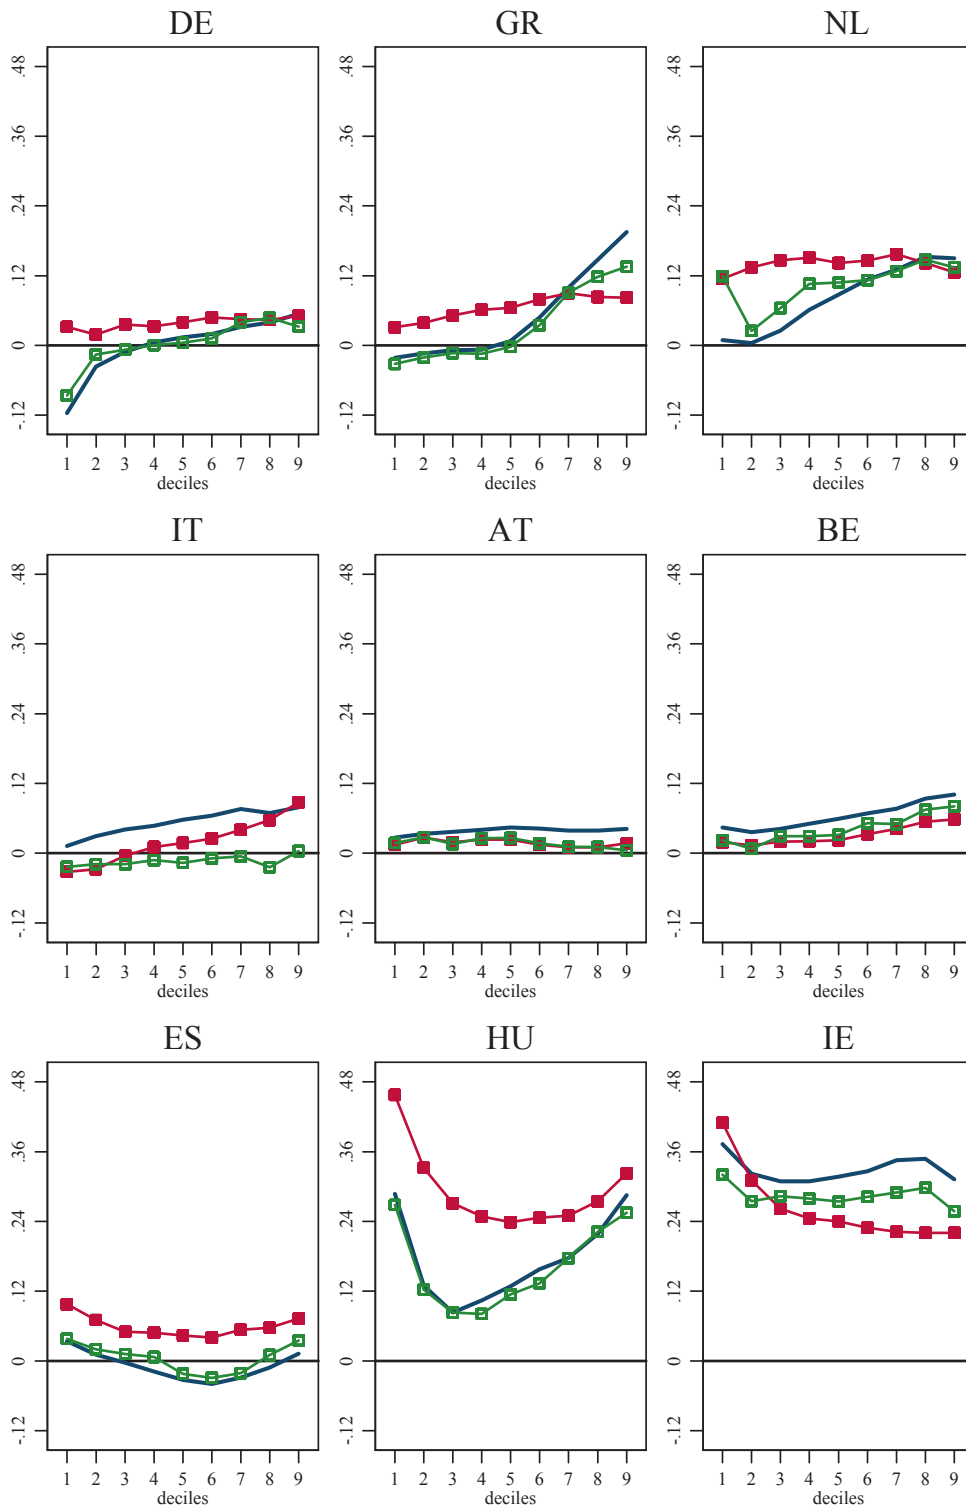 DE GR NL
.48 .48 .48
.36 .36 .36
.24 .24 .24
.12 .12 .12
0 0 0
-.12 -.12 -.12
1 2 3 4 5 6 7 8 9 1 2 3 4 5 6 7 8 9 1 2 3 4 5 6 7 8 9
deciles deciles deciles
IT AT BE
.48 .48 .48
.36 .36 .36
.24 .24 .24
.12 .12 .12
0 0 0
-.12 -.12 -.12
1 2 3 4 5 6 7 8 9 1 2 3 4 5 6 7 8 9 1 2 3 4 5 6 7 8 9
deciles deciles deciles
ES HU IE
.48 .48 .48
.36 .36 .36
.24 .24 .24
.12 .12 .12
0 0 0
-.12 -.12 -.12
1 2 3 4 5 6 7 8 9 1 2 3 4 5 6 7 8 9 1 2 3 4 5 6 7 8 9
deciles deciles deciles